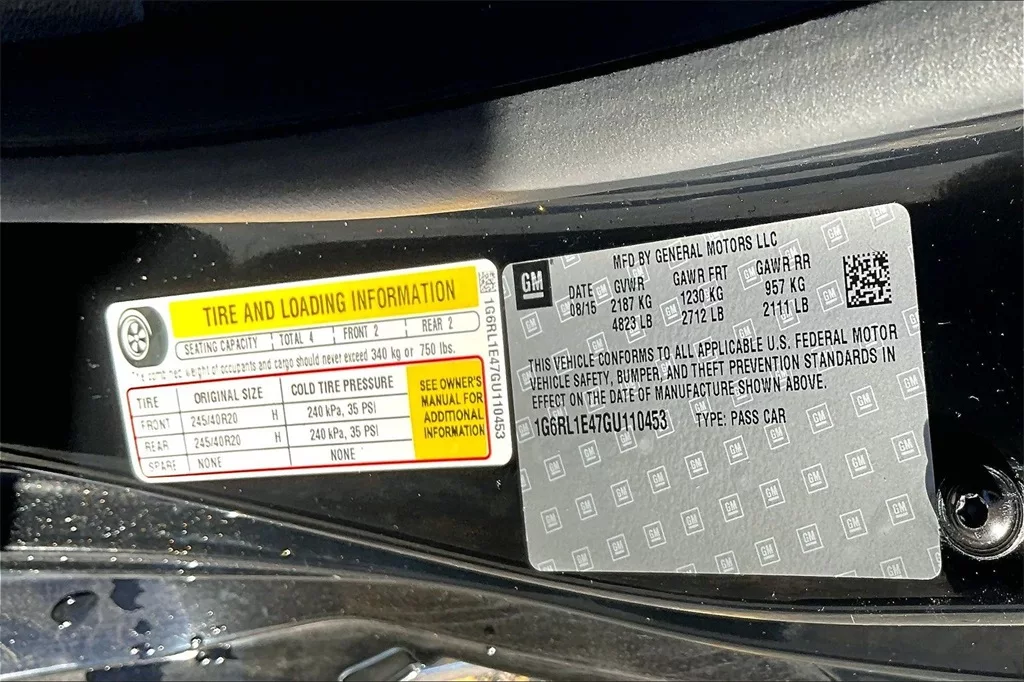 TIRE AND LOADING INFORMATION
SEATING CAPACITY TOTAL 4 FRONT 2 REAR 2
The combined weight of occupants and cargo should never exceed 340 kg or 750 lbs.
TIRE ORIGINAL SIZE COLD TIRE PRESSURE
FRONT 245/40R20 H 240 kPa, 35 PSI
REAR 245/40R20 H 240 kPa, 35 PSI
SPARE NONE NONE
SEE OWNER'S
MANUAL FOR
ADDITIONAL
INFORMATION
1G6RL1E47GU110453
GM
MFD BY GENERAL MOTORS LLC
DATE GVWR GAWR FRT GAWR RR
08/15 2187 KG 1230 KG 957 KG
4823 LB 2712 LB 2111 LB
THIS VEHICLE CONFORMS TO ALL APPLICABLE U.S. FEDERAL MOTOR
VEHICLE SAFETY, BUMPER, AND THEFT PREVENTION STANDARDS IN
EFFECT ON THE DATE OF MANUFACTURE SHOWN ABOVE.
1G6RL1E47GU110453 TYPE: PASS CAR